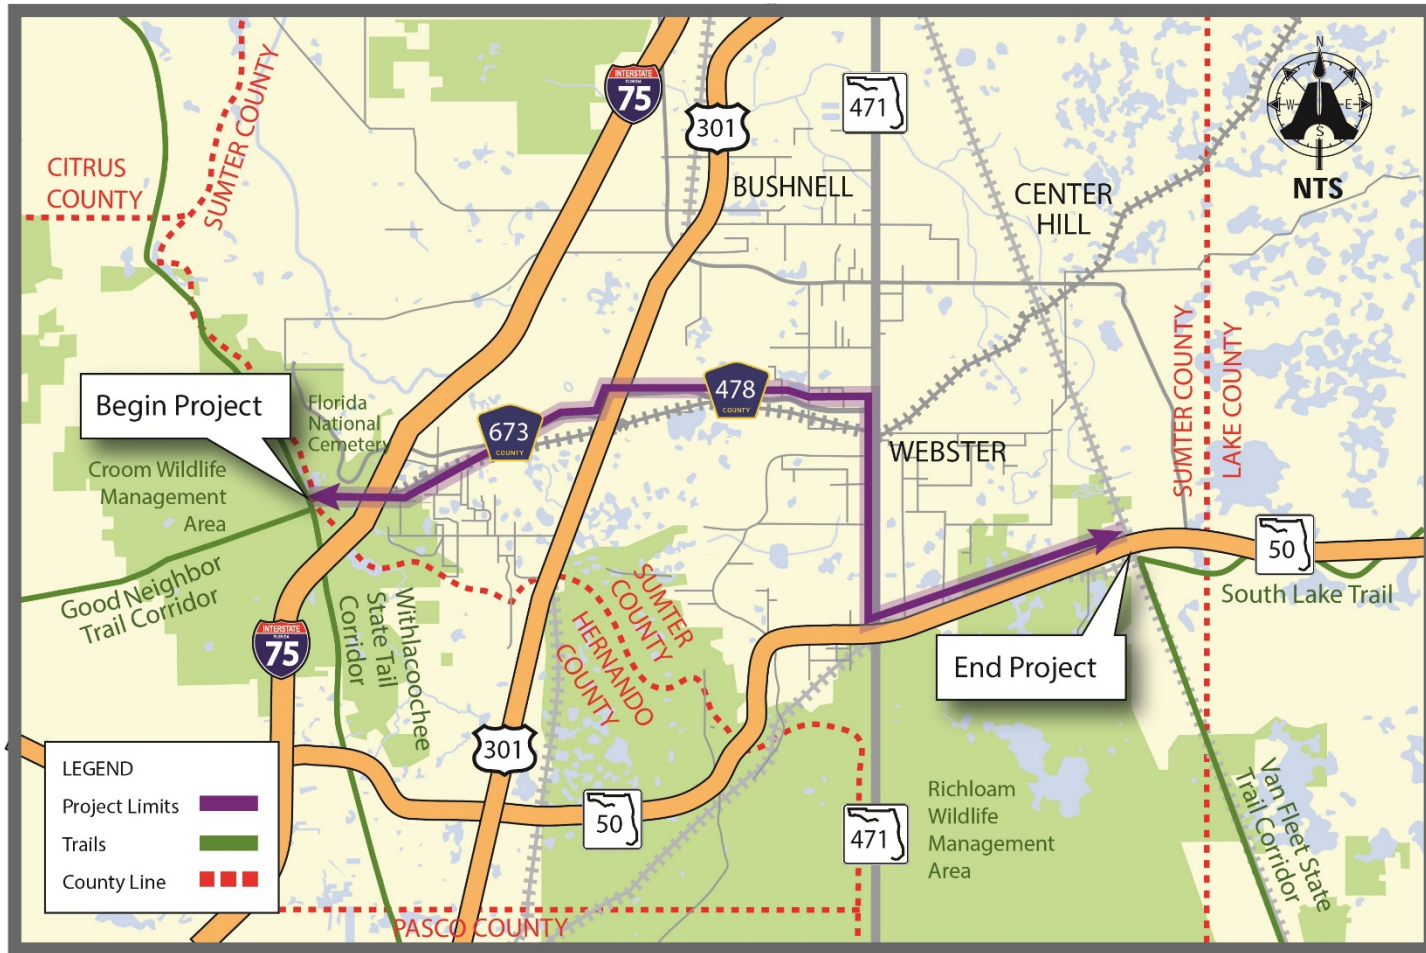 INTERSTATE
FLORIDA
75
301
471
N
W
E
S
NTS
CITRUS
COUNTY
SUMTER COUNTY
BUSHNELL
CENTER
HILL
SUMTER COUNTY
LAKE COUNTY
Begin Project
Florida
National
Cemetery
673
COUNTY
478
COUNTY
WEBSTER
Croom Wildlife
Management
Area
Good Neighbor
Trail Corridor
Withlacoochee
State Tail
Corridor
SUMTER
COUNTY
HERNANDO
COUNTY
50
South Lake Trail
INTERSTATE
FLORIDA
75
End Project
301
50
471
Richloam
Wildlife
Management
Area
Van Fleet State
Trail Corridor
LEGEND
Project Limits
Trails
County Line
PASCO COUNTY